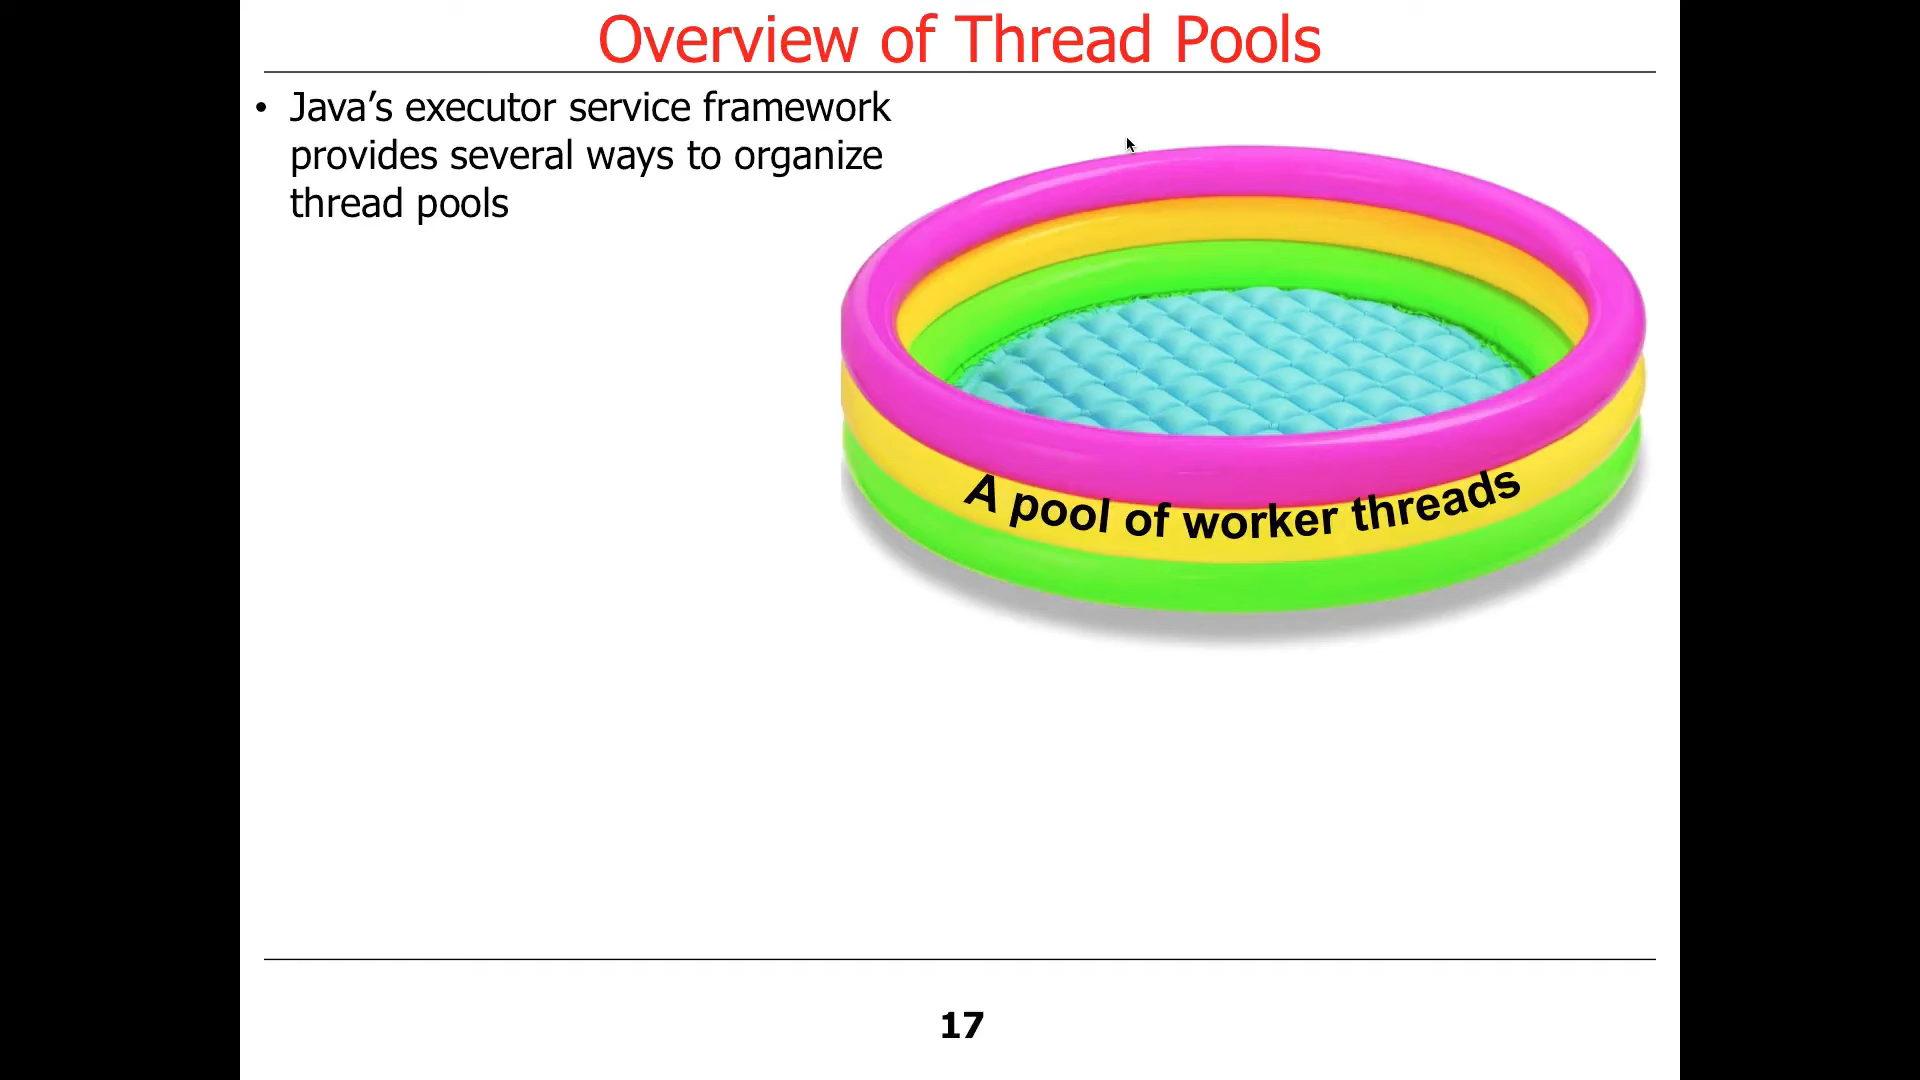 Overview of Thread Pools
• Java’s executor service framework
provides several ways to organize
thread pools
A pool of worker threads
17